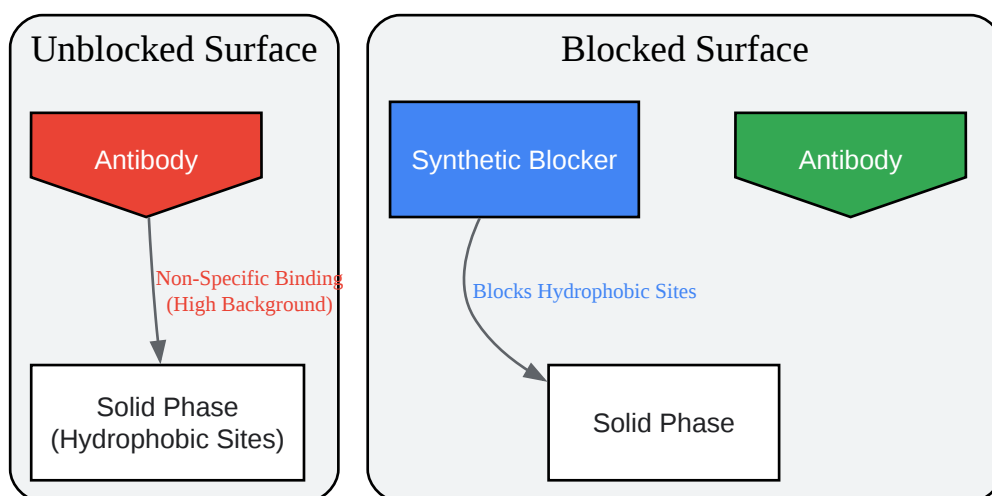 Unblocked Surface
Antibody
Non-Specific Binding
(High Background)
Solid Phase
(Hydrophobic Sites)
Blocked Surface
Synthetic Blocker
Antibody
Blocks Hydrophobic Sites
Solid Phase